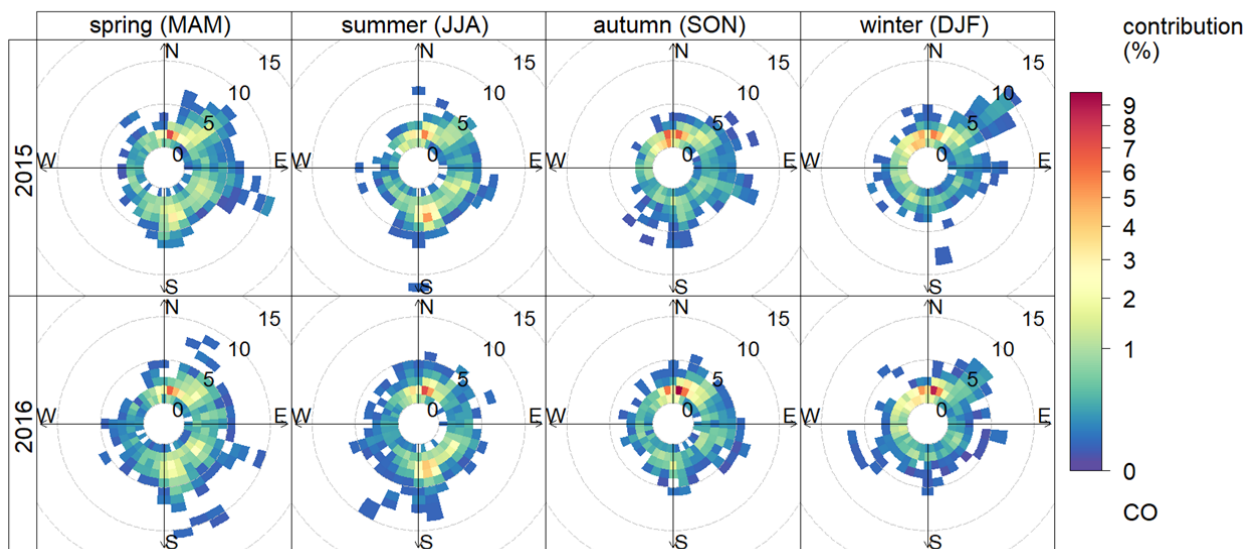 spring (MAM) summer (JJA) autumn (SON) winter (DJF)
contribution
(%)
2015
N 15 10 5 0 W E S
N 15 10 5 0 W E S
N 15 10 5 0 W E S
N 15 10 5 0 W E S
2016
N 15 10 5 0 W E S
N 15 10 5 0 W E S
N 15 10 5 0 W E S
N 15 10 5 0 W E S
9
8
7
6
5
4
3
2
1
0
CO